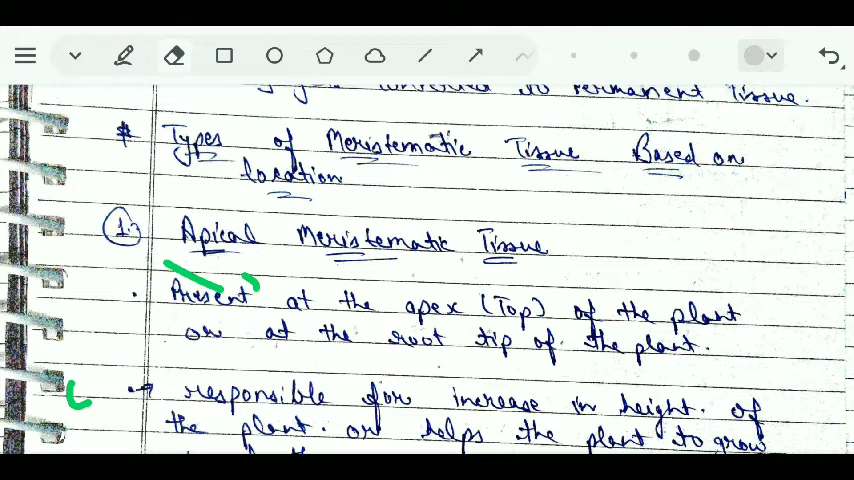 Permanent Tissue.
* Types of Meristematic Tissue Based on
location
1. Apical Meristematic Tissue
. Present at the apex (Top) of the plant
or at the root tip of the plant.
.→ responsible for increase in height. of
the plant. or helps the plant to grow